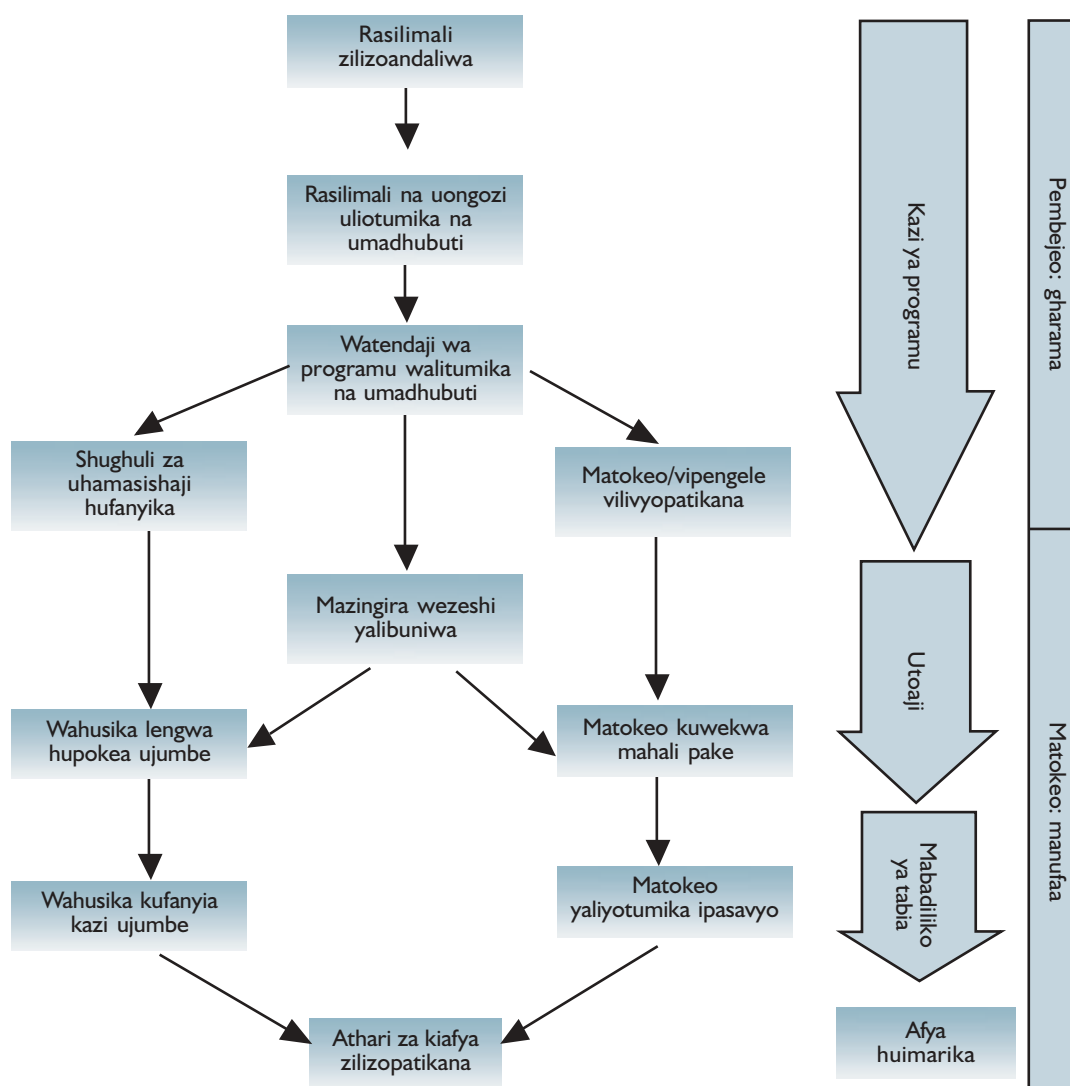 Rasilimali
zilizoandaliwa
Rasilimali na uongozi
uliotumika na
umadhubuti
Watendaji wa
programu walitumika
na umadhubuti
Shughuli za
uhamasishaji
hufanyika
Matokeo/vipengele
vilivyopatikana
Mazingira wezeshi
yalibuniwa
Wahusika lengwa
hupokea ujumbe
Matokeo kuwekwa
mahali pake
Wahusika kufanyia
kazi ujumbe
Matokeo
yaliyotumika ipasavyo
Athari za kiafya
zilizopatikana
Kazi ya programu
Utoaji
Mabadiliko
ya tabia
Afya
huimarika
Pembejeo: gharama
Matokeo: manufaa